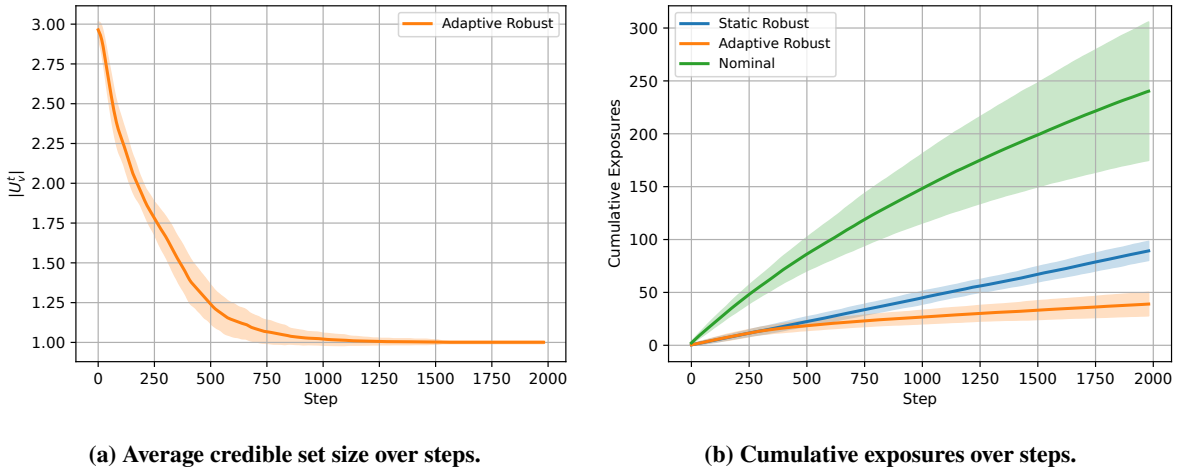 3.00
2.75
2.50
2.25
2.00
1.75
1.50
1.25
1.00
|U_v^t|
Adaptive Robust
0 250 500 750 1000 1250 1500 1750 2000
Step
(a) Average credible set size over steps.
300
250
200
150
100
50
0
Cumulative Exposures
Static Robust
Adaptive Robust
Nominal
0 250 500 750 1000 1250 1500 1750 2000
Step
(b) Cumulative exposures over steps.